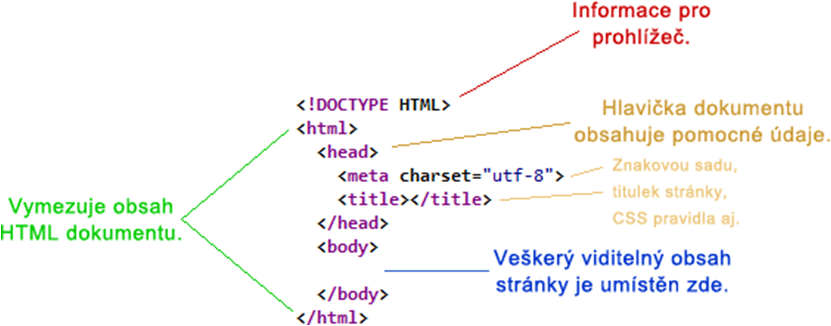 Informace pro
prohlížeč.
<!DOCTYPE HTML>
<html>
Hlavička dokumentu
obsahuje pomocné údaje.
<head>
<meta charset="utf-8">
Znakovou sadu,
<title></title>
titulek stránky,
CSS pravidla aj.
</head>
Vymezuje obsah
HTML dokumentu.
<body>
Veškerý viditelný obsah
stránky je umístěn zde.
</body>
</html>